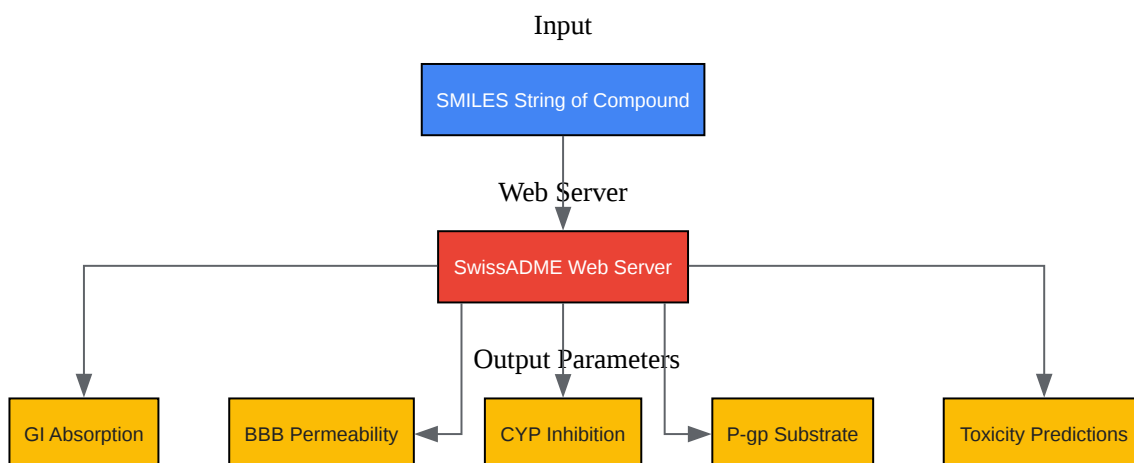 Input
SMILES String of Compound
Web Server
SwissADME Web Server
Output Parameters
GI Absorption
BBB Permeability
CYP Inhibition
P-gp Substrate
Toxicity Predictions